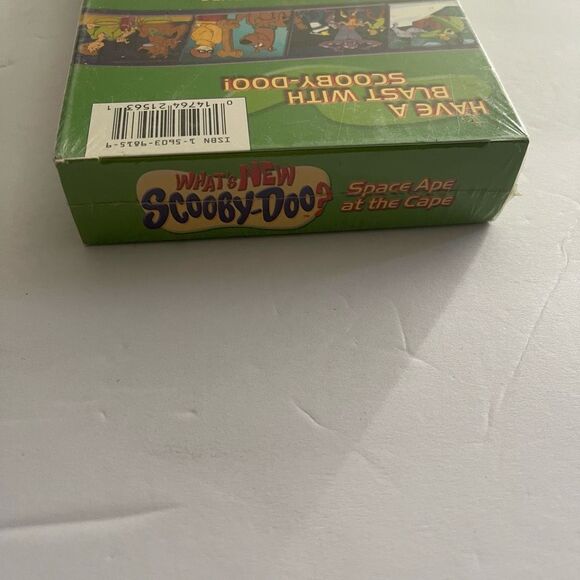 HAVE A
BLAST WITH
SCOOBY-DOO!
0 14764 21563 1
ISBN 1-5603-9815-9
WHAT'S NEW
SCOOBY-DOO?
TM
Space Ape
at the Cape